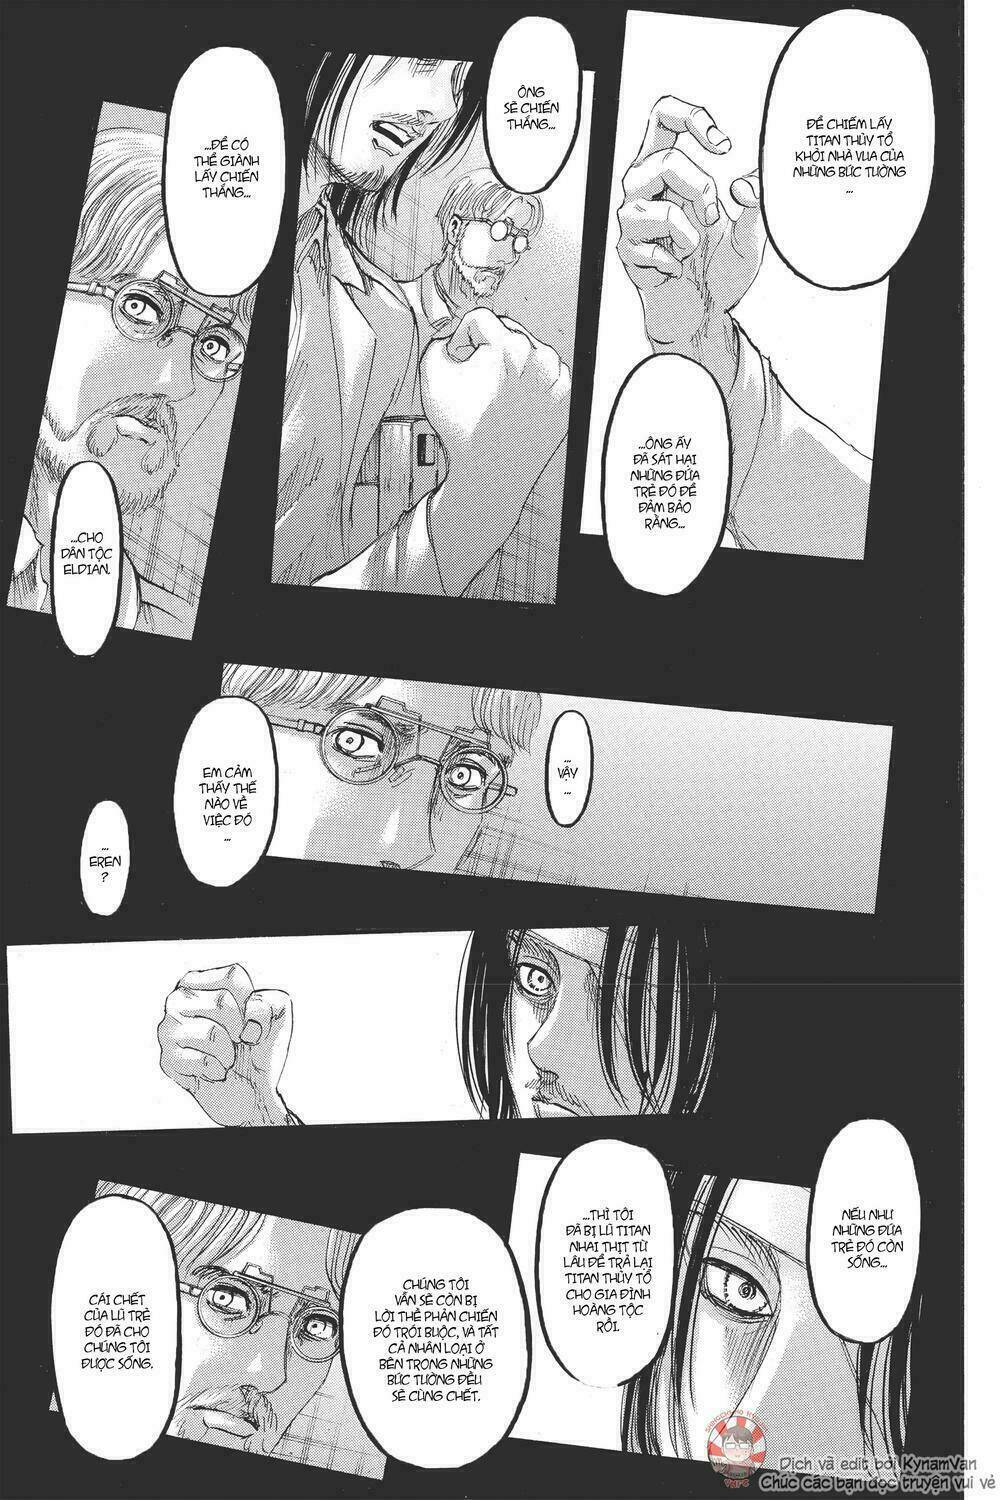 ĐỂ CHIẾM LẤY
TITAN THỦY TỔ
KHỎI NHÀ VUA CỦA
NHỮNG BỨC TƯỜNG
...
...ÔNG ẤY
ĐÃ SÁT HẠI
NHỮNG ĐỨA
TRẺ ĐÓ ĐỂ
ĐẢM BẢO
RẰNG...
ÔNG
SẼ CHIẾN
THẮNG...
...ĐỂ CÓ
THỂ GIÀNH
LẤY CHIẾN
THẮNG...
...CHO
DÂN TỘC
ELDIAN.
...
VẬY
...
EM CẢM
THẤY THẾ
NÀO VỀ
VIỆC ĐÓ
...
...
EREN
?
NẾU NHƯ
NHỮNG ĐỨA
TRẺ ĐÓ CÒN
SỐNG...
...THÌ TÔI
ĐÃ BỊ LŨ TITAN
NHAI THỊT TỪ
LÂU ĐỂ TRẢ LẠI
TITAN THỦY TỔ
CHO GIA ĐÌNH
HOÀNG TỘC
RỒI.
CHÚNG TÔI
VẪN SẼ CÒN BỊ
LỜI THỀ PHẢN CHIẾN
ĐÓ TRÓI BUỘC, VÀ TẤT
CẢ NHÂN LOẠI Ở
BÊN TRONG NHỮNG
BỨC TƯỜNG ĐỀU
SẼ CÙNG CHẾT.
CÁI CHẾT
CỦA LŨ TRẺ
ĐÓ ĐÃ CHO
CHÚNG TÔI
ĐƯỢC SỐNG.
Dịch và edit bởi KynamVan
Chúc các bạn đọc truyện vui vẻ